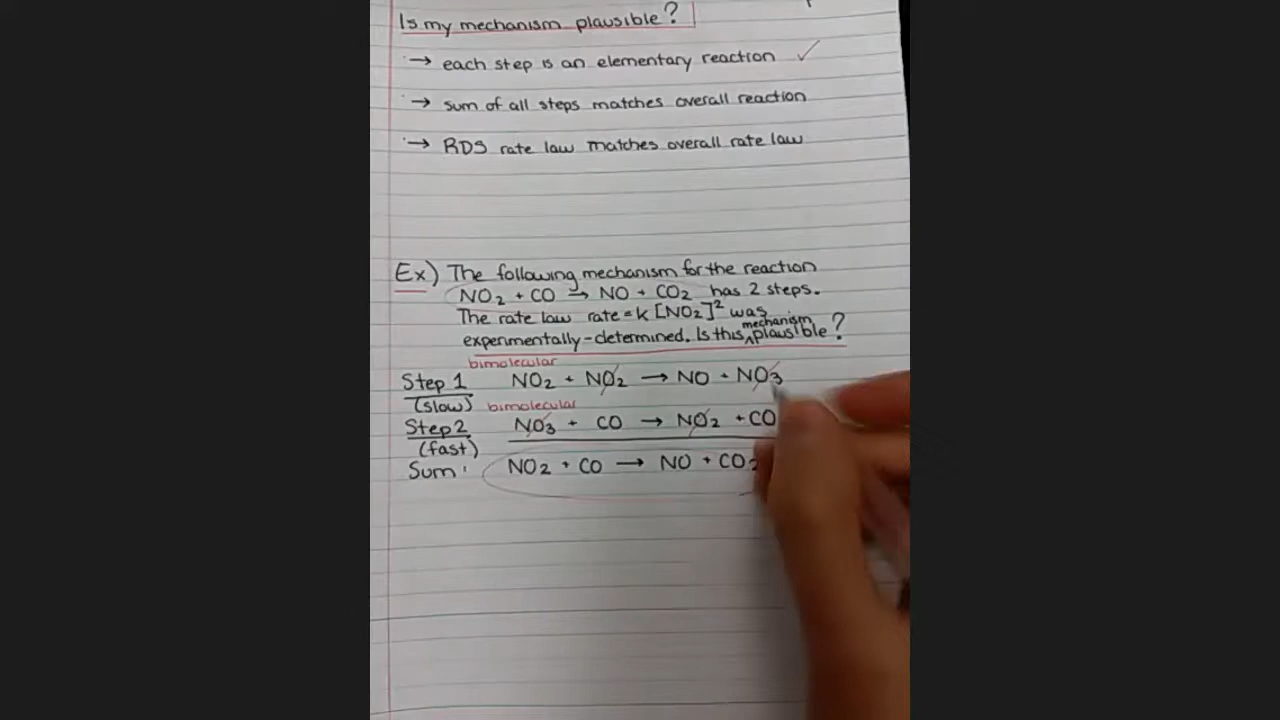 Is my mechanism plausible?
→ each step is an elementary reaction ✓
→ sum of all steps matches overall reaction
→ RDS rate law matches overall rate law
Ex) The following mechanism for the reaction
NO₂ + CO → NO + CO₂ has 2 steps.
The rate law rate = k [NO₂]² was
experimentally-determined. Is this ^mechanism plausible?
bimolecular
Step 1 NO₂ + NO₂ → NO + NO₃
(slow) bimolecular
Step 2 NO₃ + CO → NO₂ + CO
(fast)
Sum: NO₂ + CO → NO + CO₂